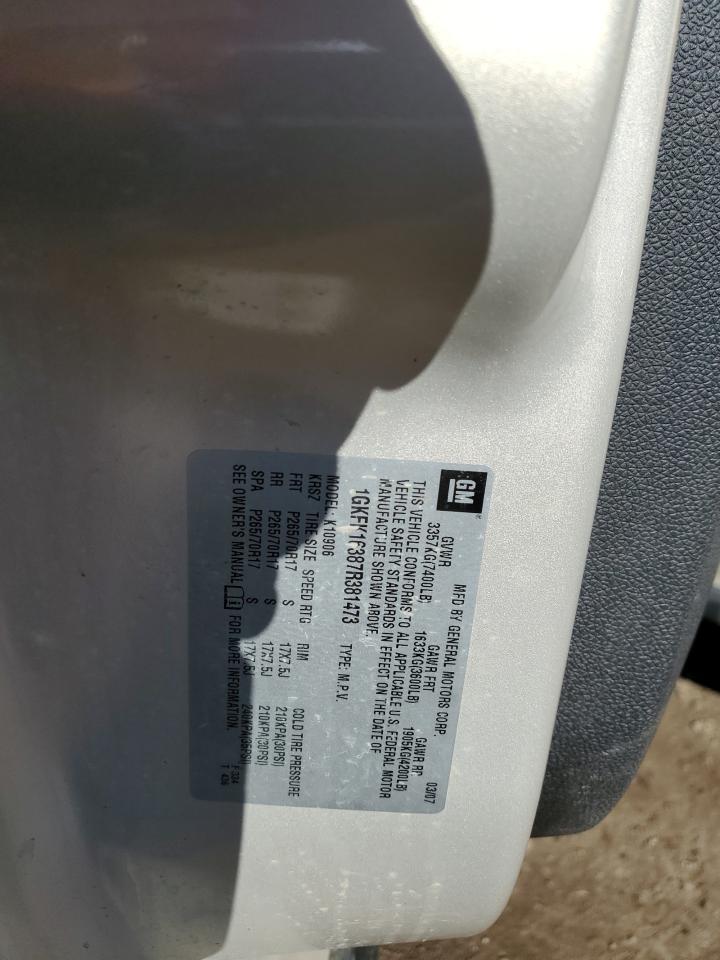 GM
MFD BY GENERAL MOTORS CORP. 03/07
GVWR GAWR FRT GAWR RR
3357KG(7400LB) 1633KG(3600LB) 1905KG(4200LB)
THIS VEHICLE CONFORMS TO ALL APPLICABLE U.S. FEDERAL MOTOR
VEHICLE SAFETY STANDARDS IN EFFECT ON THE DATE OF
MANUFACTURE SHOWN ABOVE.
TYPE: M.P.V.
MODEL: K10906
TIRE SIZE SPEED RTG RIM COLD TIRE PRESSURE
FRT P265/70R17 S 17X7.5J 210KPA(30PSI)
RR P265/70R17 S 17X7.5J 210KPA(30PSI)
SPA P265/70R17 S 17X7.5J 240KPA(35PSI)
SEE OWNER'S MANUAL FOR MORE INFORMATION.